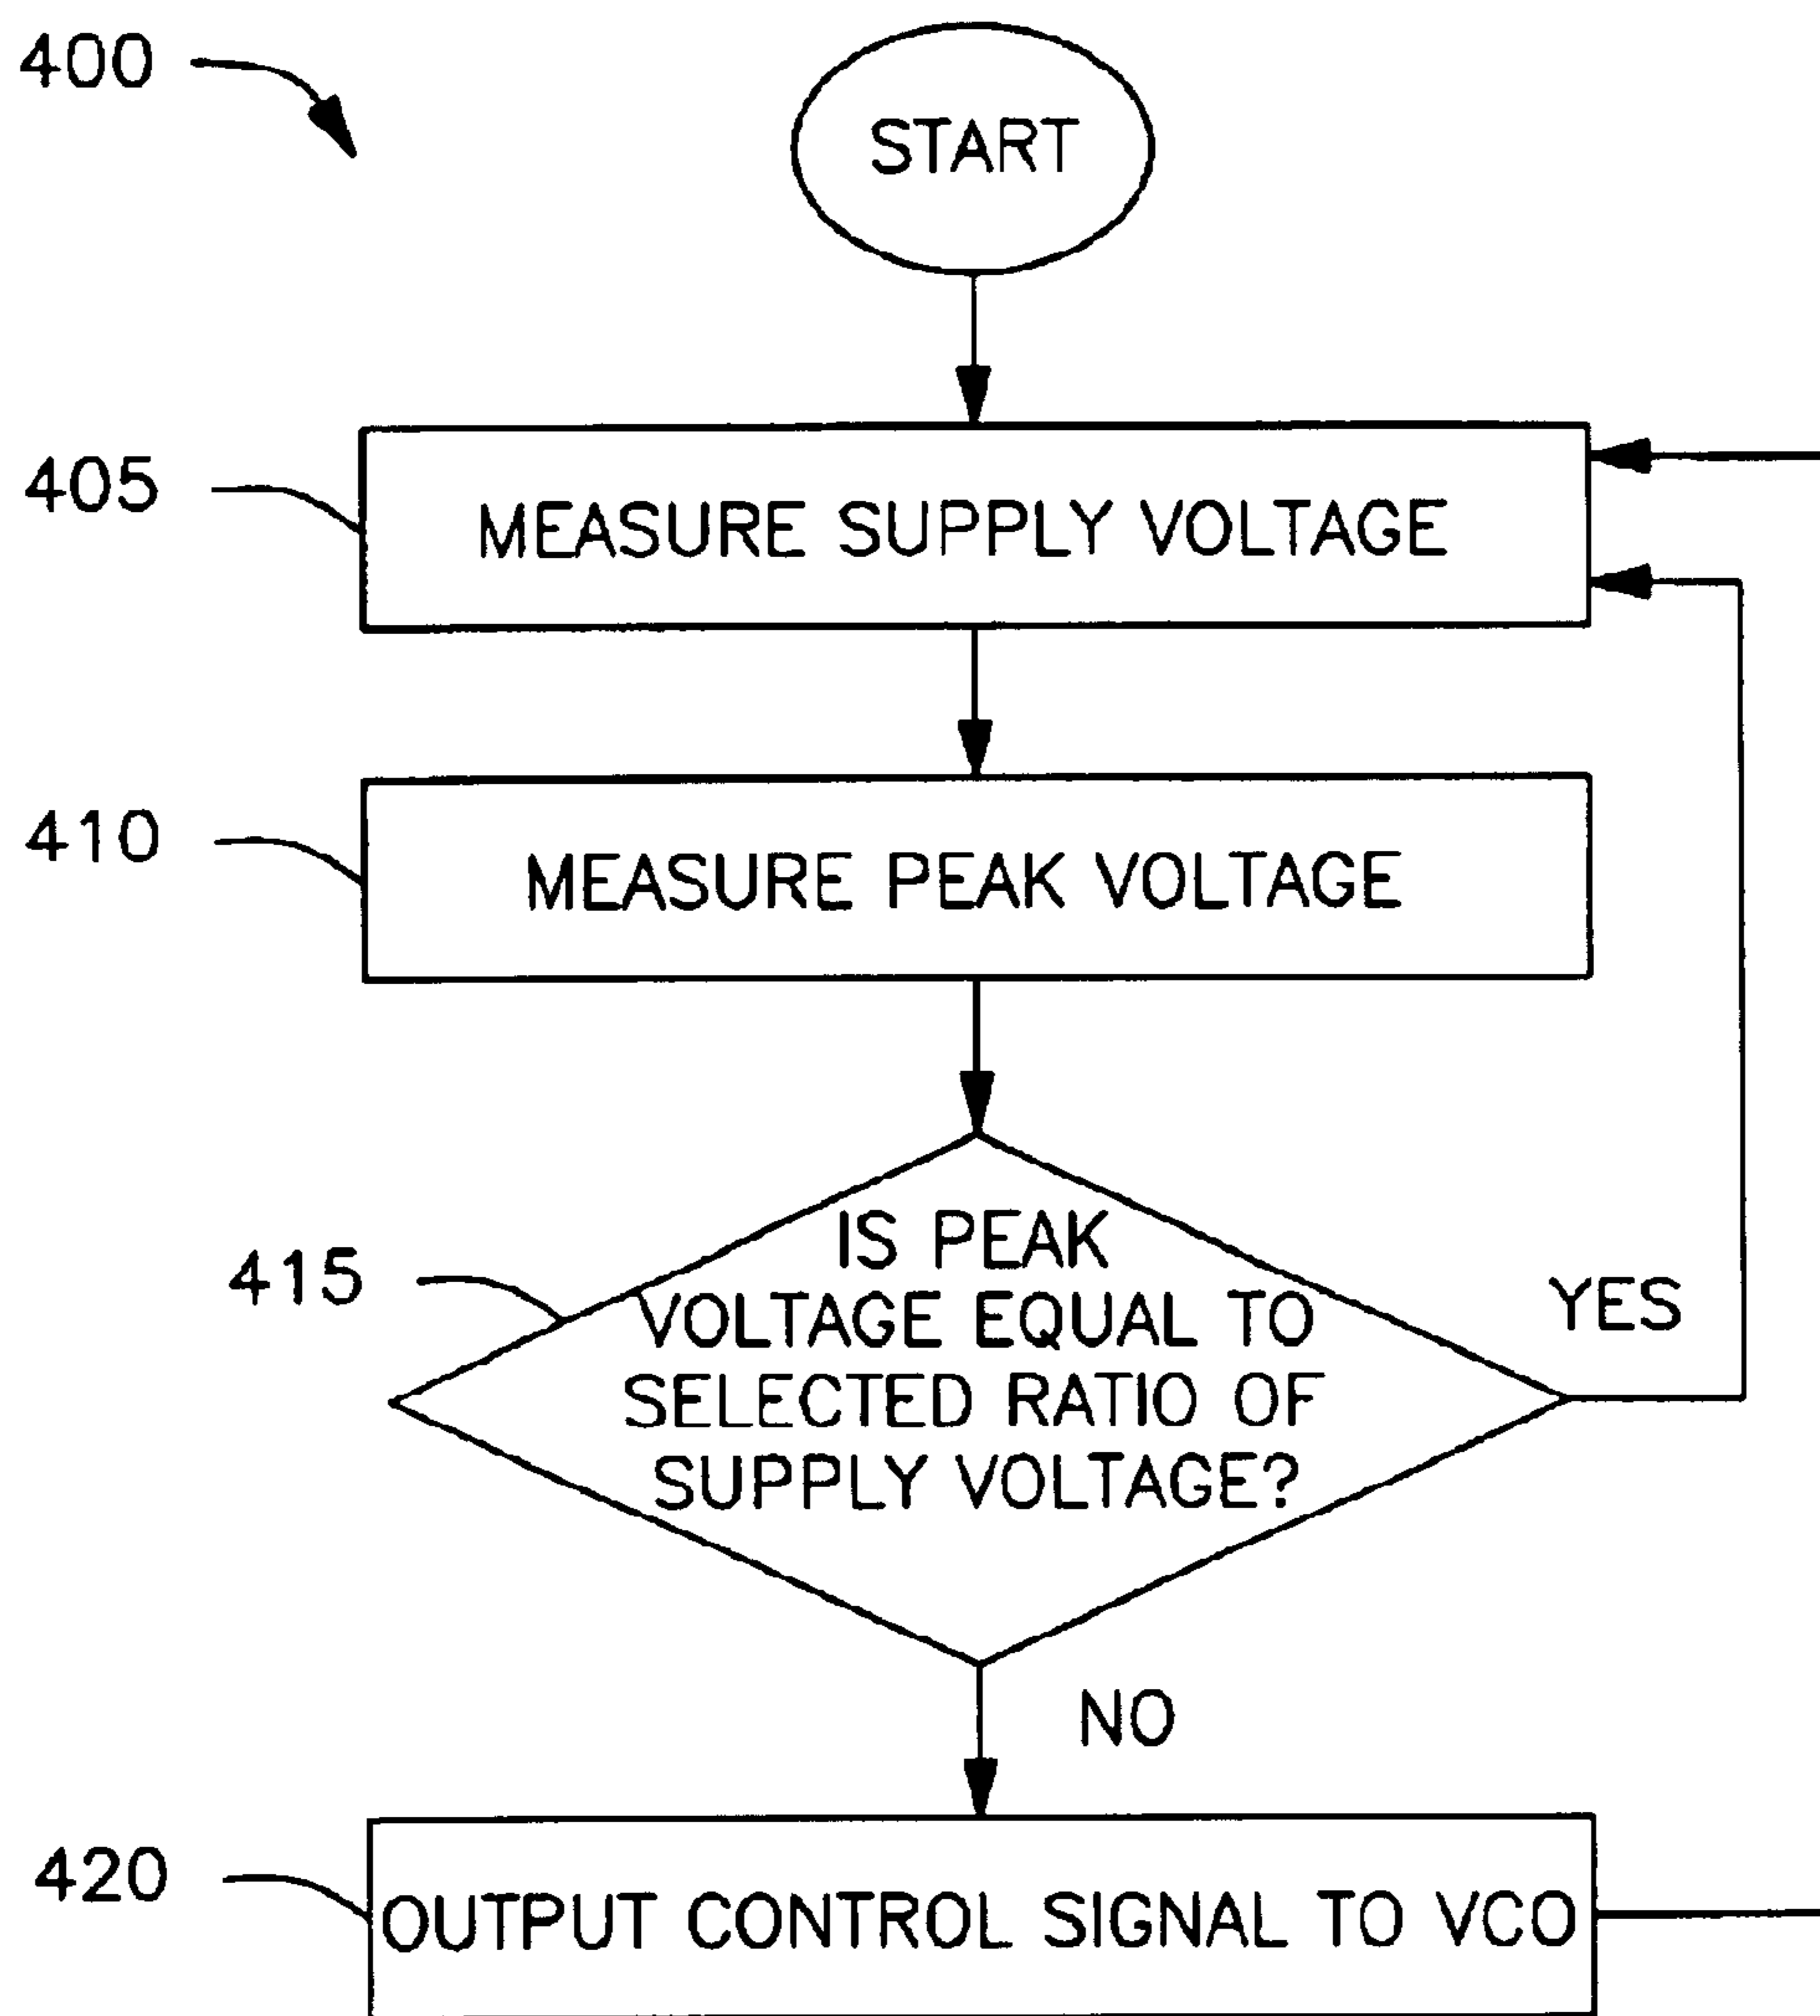 400
START
405
MEASURE SUPPLY VOLTAGE
410
MEASURE PEAK VOLTAGE
415
IS PEAK
VOLTAGE EQUAL TO
SELECTED RATIO OF
SUPPLY VOLTAGE?
YES
NO
420
OUTPUT CONTROL SIGNAL TO VCO